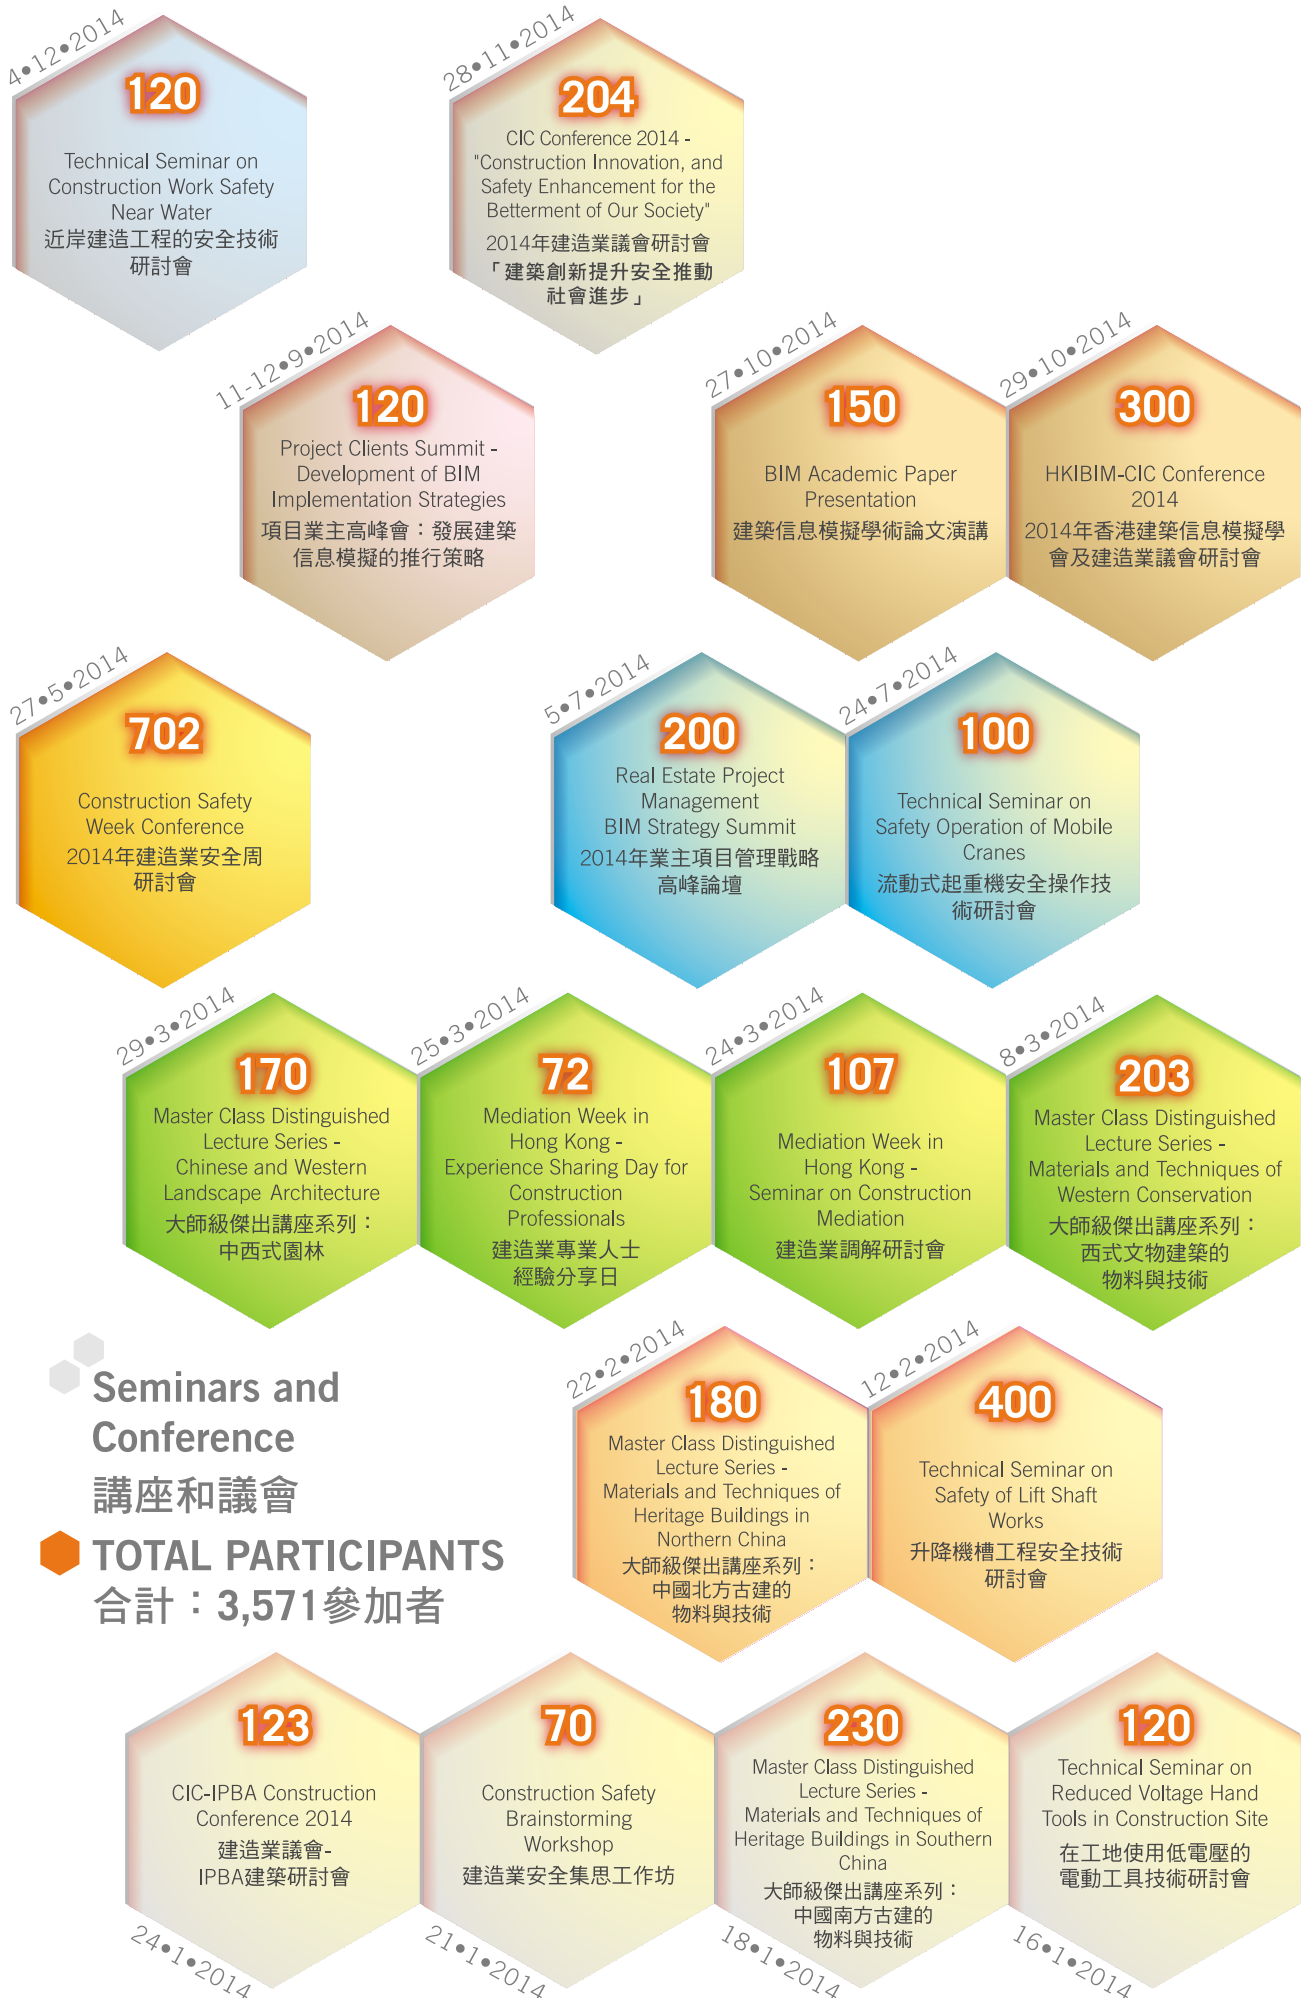 4•12•2014
120
Technical Seminar on
Construction Work Safety
Near Water
近岸建造工程的安全技術
研討會
28•11•2014
204
CIC Conference 2014 -
"Construction Innovation, and
Safety Enhancement for the
Betterment of Our Society"
2014年建造業議會研討會
「建築創新提升安全推動
社會進步」
11-12•9•2014
120
Project Clients Summit -
Development of BIM
Implementation Strategies
項目業主高峰會：發展建築
信息模擬的推行策略
27•10•2014
150
BIM Academic Paper
Presentation
建築信息模擬學術論文演講
29•10•2014
300
HKIBIM-CIC Conference
2014
2014年香港建築信息模擬學
會及建造業議會研討會
27•5•2014
702
Construction Safety
Week Conference
2014年建造業安全周
研討會
5•7•2014
200
Real Estate Project
Management
BIM Strategy Summit
2014年業主項目管理戰略
高峰論壇
24•7•2014
100
Technical Seminar on
Safety Operation of Mobile
Cranes
流動式起重機安全操作技
術研討會
29•3•2014
170
Master Class Distinguished
Lecture Series -
Chinese and Western
Landscape Architecture
大師級傑出講座系列：
中西式園林
25•3•2014
72
Mediation Week in
Hong Kong -
Experience Sharing Day for
Construction
Professionals
建造業專業人士
經驗分享日
24•3•2014
107
Mediation Week in
Hong Kong -
Seminar on Construction
Mediation
建造業調解研討會
8•3•2014
203
Master Class Distinguished
Lecture Series -
Materials and Techniques of
Western Conservation
大師級傑出講座系列：
西式文物建築的
物料與技術
Seminars and
Conference
講座和議會
TOTAL PARTICIPANTS
合計：3,571參加者
22•2•2014
180
Master Class Distinguished
Lecture Series -
Materials and Techniques of
Heritage Buildings in
Northern China
大師級傑出講座系列：
中國北方古建的
物料與技術
12•2•2014
400
Technical Seminar on
Safety of Lift Shaft
Works
升降機槽工程安全技術
研討會
123
CIC-IPBA Construction
Conference 2014
建造業議會-
IPBA建築研討會
24•1•2014
70
Construction Safety
Brainstorming
Workshop
建造業安全集思工作坊
21•1•2014
230
Master Class Distinguished
Lecture Series -
Materials and Techniques of
Heritage Buildings in Southern
China
大師級傑出講座系列：
中國南方古建的
物料與技術
18•1•2014
120
Technical Seminar on
Reduced Voltage Hand
Tools in Construction Site
在工地使用低電壓的
電動工具技術研討會
16•1•2014